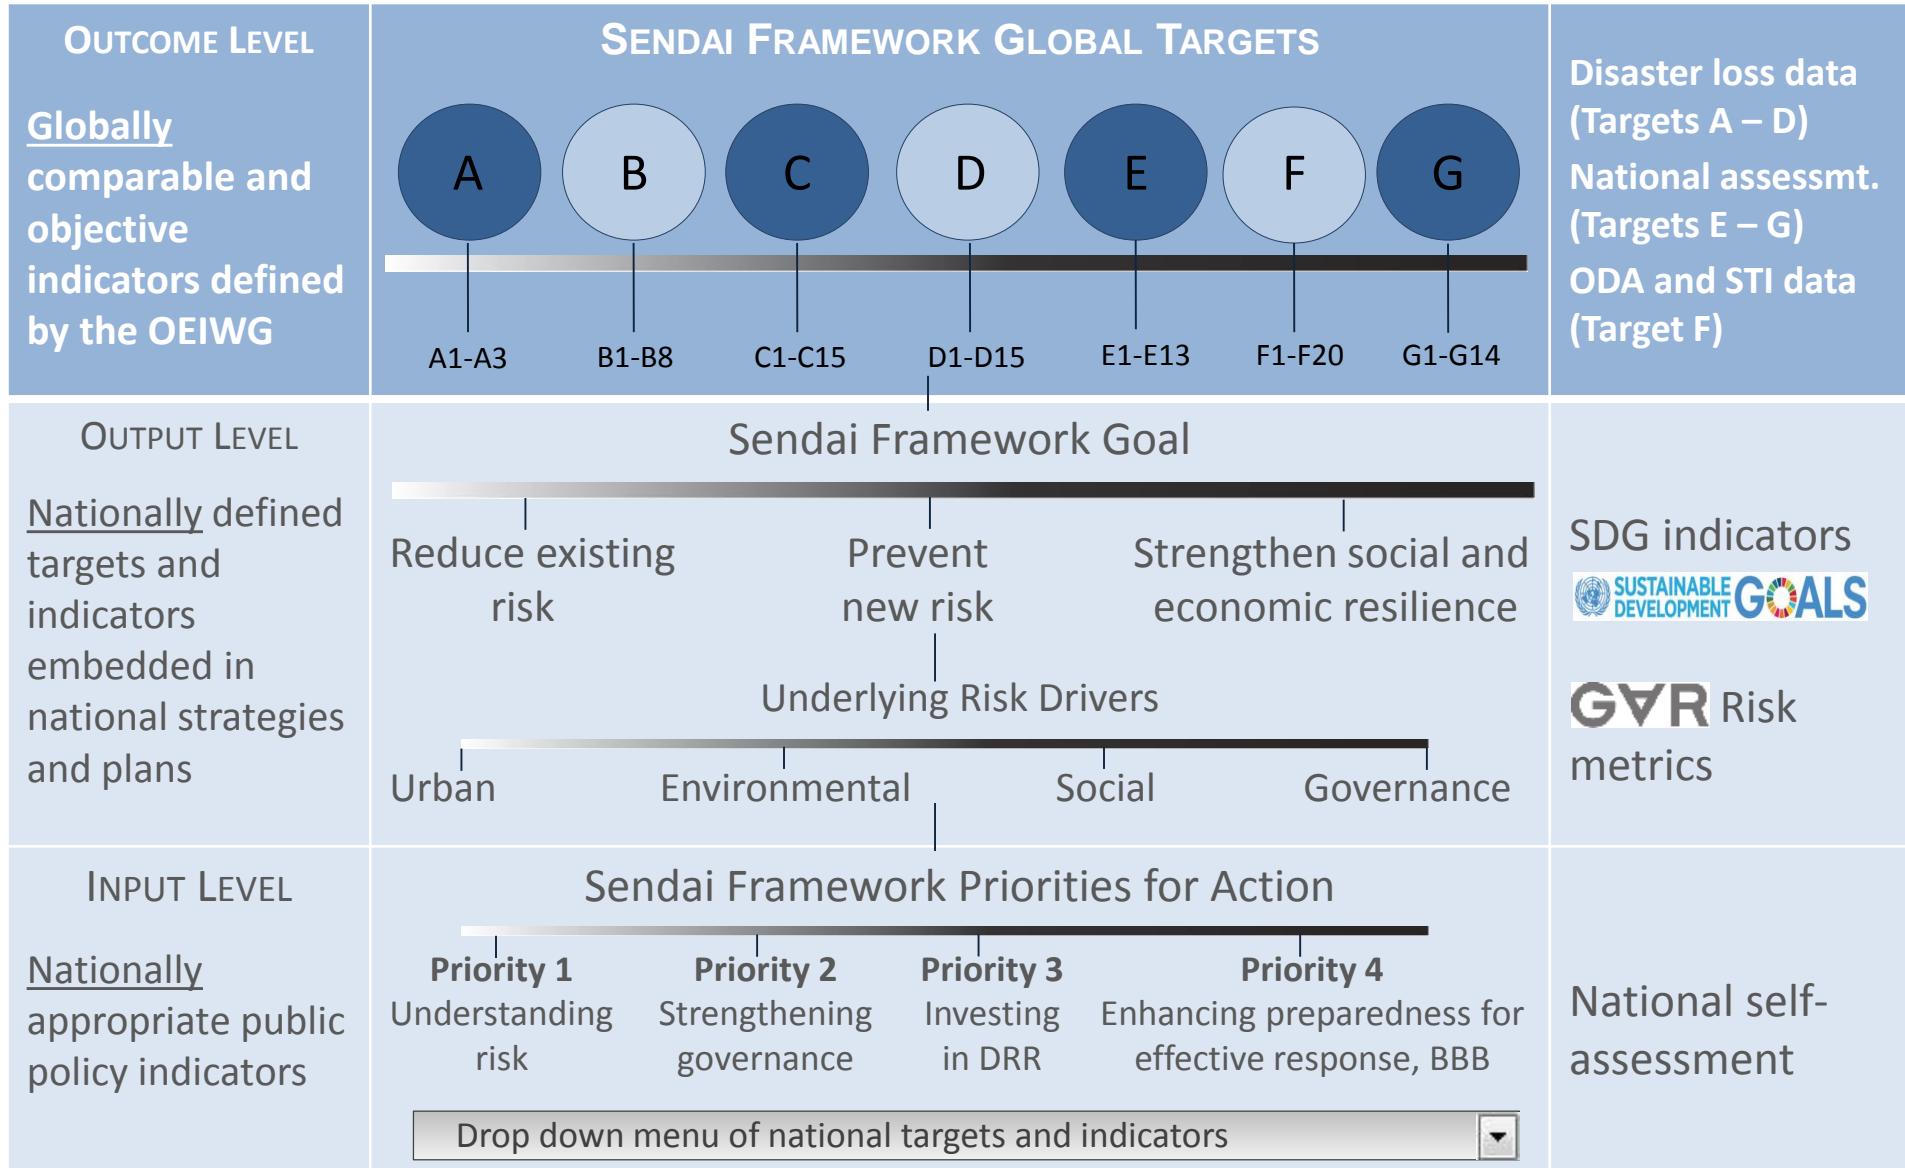 OUTCOME LEVEL
Globally
comparable and
objective
indicators defined
by the OEIWG
SENDAI FRAMEWORK GLOBAL TARGETS
A B C D E F G
A1-A3 B1-B8 C1-C15 D1-D15 E1-E13 F1-F20 G1-G14
Disaster loss data
(Targets A – D)
National assessmt.
(Targets E – G)
ODA and STI data
(Target F)
OUTPUT LEVEL
Nationally defined
targets and
indicators
embedded in
national strategies
and plans
Sendai Framework Goal
Reduce existing
risk
Prevent
new risk
Strengthen social and
economic resilience
Underlying Risk Drivers
Urban Environmental Social Governance
SDG indicators
SUSTAINABLE
DEVELOPMENT GOALS
GAR Risk
metrics
INPUT LEVEL
Nationally
appropriate public
policy indicators
Sendai Framework Priorities for Action
Priority 1
Understanding
risk
Priority 2
Strengthening
governance
Priority 3
Investing
in DRR
Priority 4
Enhancing preparedness for
effective response, BBB
Drop down menu of national targets and indicators
National self-
assessment